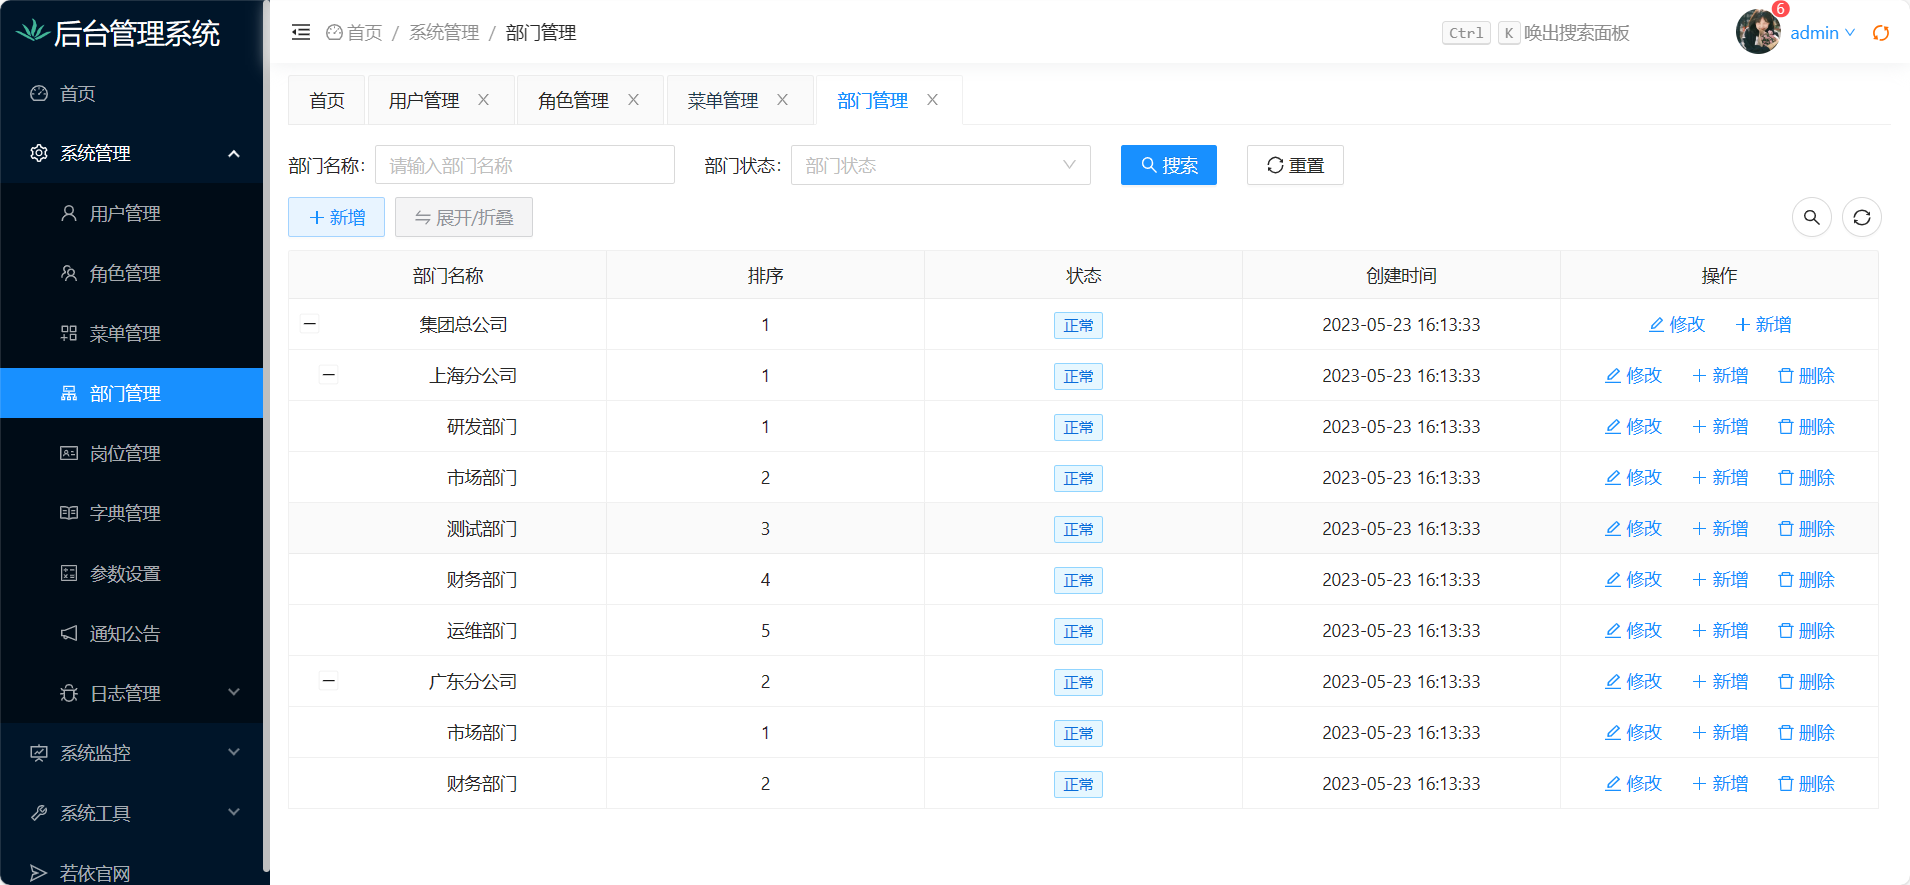 后台管理系统
首页
系统管理
用户管理
角色管理
菜单管理
部门管理
岗位管理
字典管理
参数设置
通知公告
日志管理
系统监控
系统工具
若依官网
首页 / 系统管理 / 部门管理
Ctrl K 唤出搜索面板
6
admin
首页 用户管理 角色管理 菜单管理 部门管理
部门名称: 请输入部门名称 部门状态: 部门状态 搜索 重置
新增 展开/折叠
部门名称 排序 状态 创建时间 操作
集团总公司 1 正常 2023-05-23 16:13:33 修改 新增
上海分公司 1 正常 2023-05-23 16:13:33 修改 新增 删除
研发部门 1 正常 2023-05-23 16:13:33 修改 新增 删除
市场部门 2 正常 2023-05-23 16:13:33 修改 新增 删除
测试部门 3 正常 2023-05-23 16:13:33 修改 新增 删除
财务部门 4 正常 2023-05-23 16:13:33 修改 新增 删除
运维部门 5 正常 2023-05-23 16:13:33 修改 新增 删除
广东分公司 2 正常 2023-05-23 16:13:33 修改 新增 删除
市场部门 1 正常 2023-05-23 16:13:33 修改 新增 删除
财务部门 2 正常 2023-05-23 16:13:33 修改 新增 删除